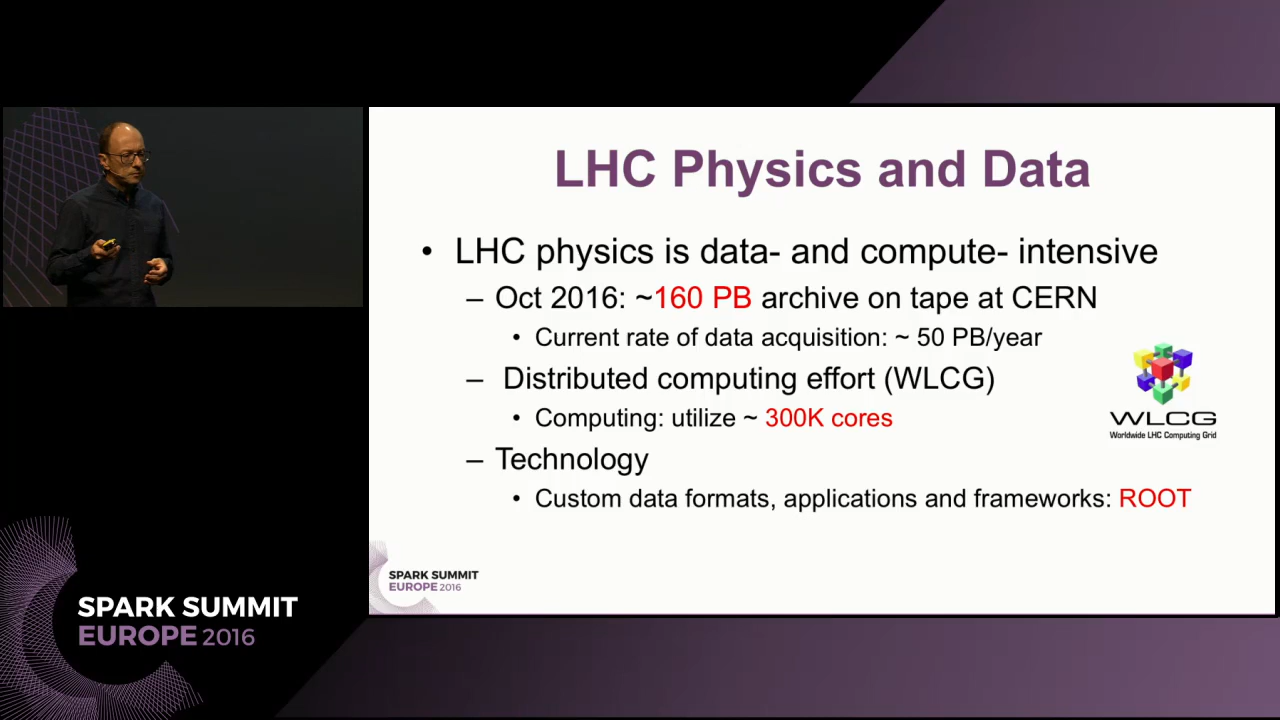 LHC Physics and Data
• LHC physics is data- and compute- intensive
– Oct 2016: ~160 PB archive on tape at CERN
• Current rate of data acquisition: ~ 50 PB/year
– Distributed computing effort (WLCG)
• Computing: utilize ~ 300K cores
– Technology
• Custom data formats, applications and frameworks: ROOT
WLCG
Worldwide LHC Computing Grid
SPARK SUMMIT
EUROPE 2016
SPARK SUMMIT
EUROPE 2016